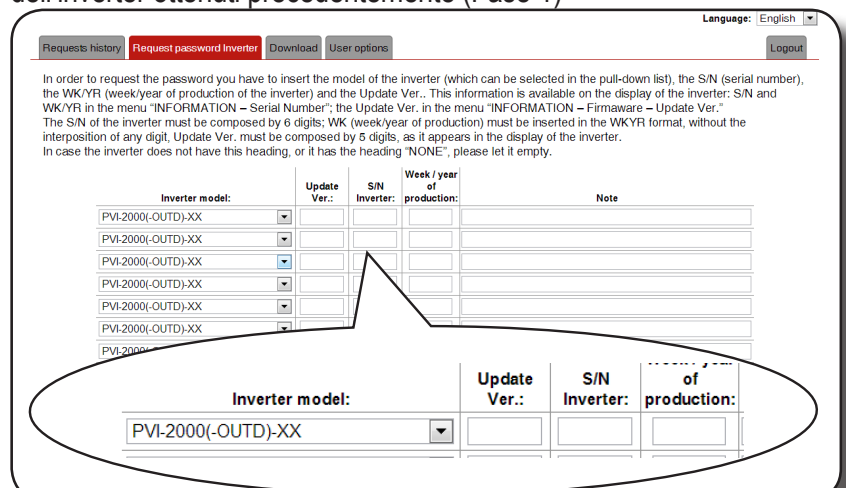 dell'inverter ottenuti precedentemente (Fase 1)
Language: English
Requests history Request password Inverter Download User options Logout
In order to request the password you have to insert the model of the inverter (which can be selected in the pull-down list), the S/N (serial number),
the WK/YR (week/year of production of the inverter) and the Update Ver.. This information is available on the display of the inverter: S/N and
WK/YR in the menu “INFORMATION – Serial Number”; the Update Ver. in the menu “INFORMATION – Firmaware – Update Ver.”
The S/N of the inverter must be composed by 6 digits; WK (week/year of production) must be inserted in the WKYR format, without the
interposition of any digit, Update Ver. must be composed by 5 digits, as it appears in the display of the inverter.
In case the inverter does not have this heading, or it has the heading “NONE”, please let it empty.
Inverter model: Update Ver.: S/N Inverter: Week / year of production: Note
PVI-2000(-OUTD)-XX
PVI-2000(-OUTD)-XX
PVI-2000(-OUTD)-XX
PVI-2000(-OUTD)-XX
PVI-2000(-OUTD)-XX
PVI-2000(-OUTD)-XX
Inverter model: Update Ver.: S/N Inverter: of production:
PVI-2000(-OUTD)-XX